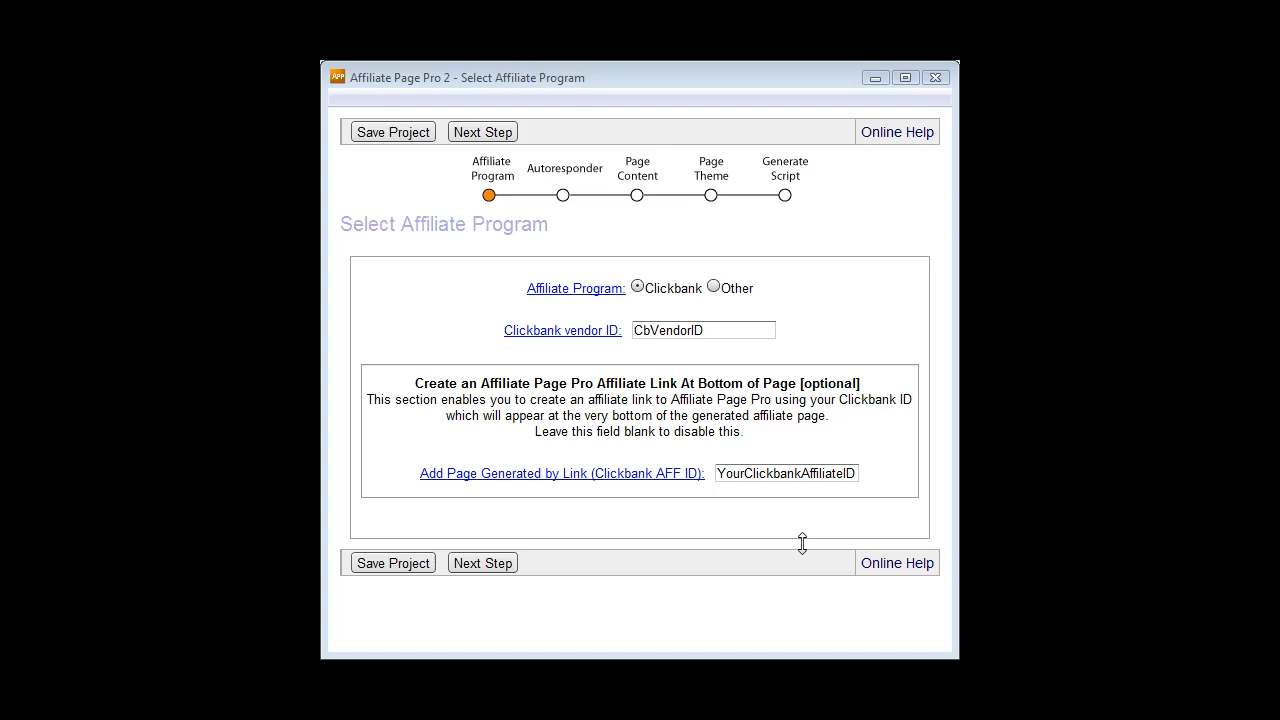 APP Affiliate Page Pro 2 - Select Affiliate Program
Save Project Next Step Online Help
Affiliate Program Autoresponder Page Content Page Theme Generate Script
Select Affiliate Program
Affiliate Program: Clickbank Other
Clickbank vendor ID: CbVendorID
Create an Affiliate Page Pro Affiliate Link At Bottom of Page [optional]
This section enables you to create an affiliate link to Affiliate Page Pro using your Clickbank ID
which will appear at the very bottom of the generated affiliate page.
Leave this field blank to disable this.
Add Page Generated by Link (Clickbank AFF ID): YourClickbankAffiliateID
Save Project Next Step Online Help